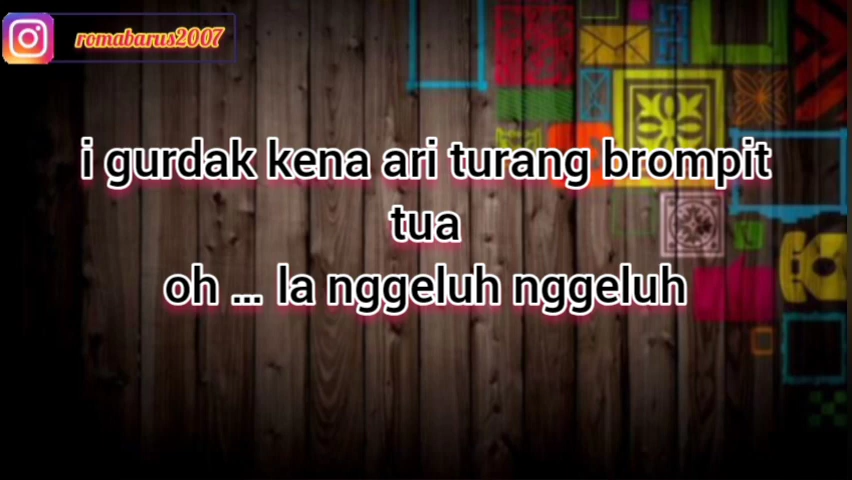 romabarus2007
i gurdak kena ari turang brompit
tua
oh ... la nggeluh nggeluh